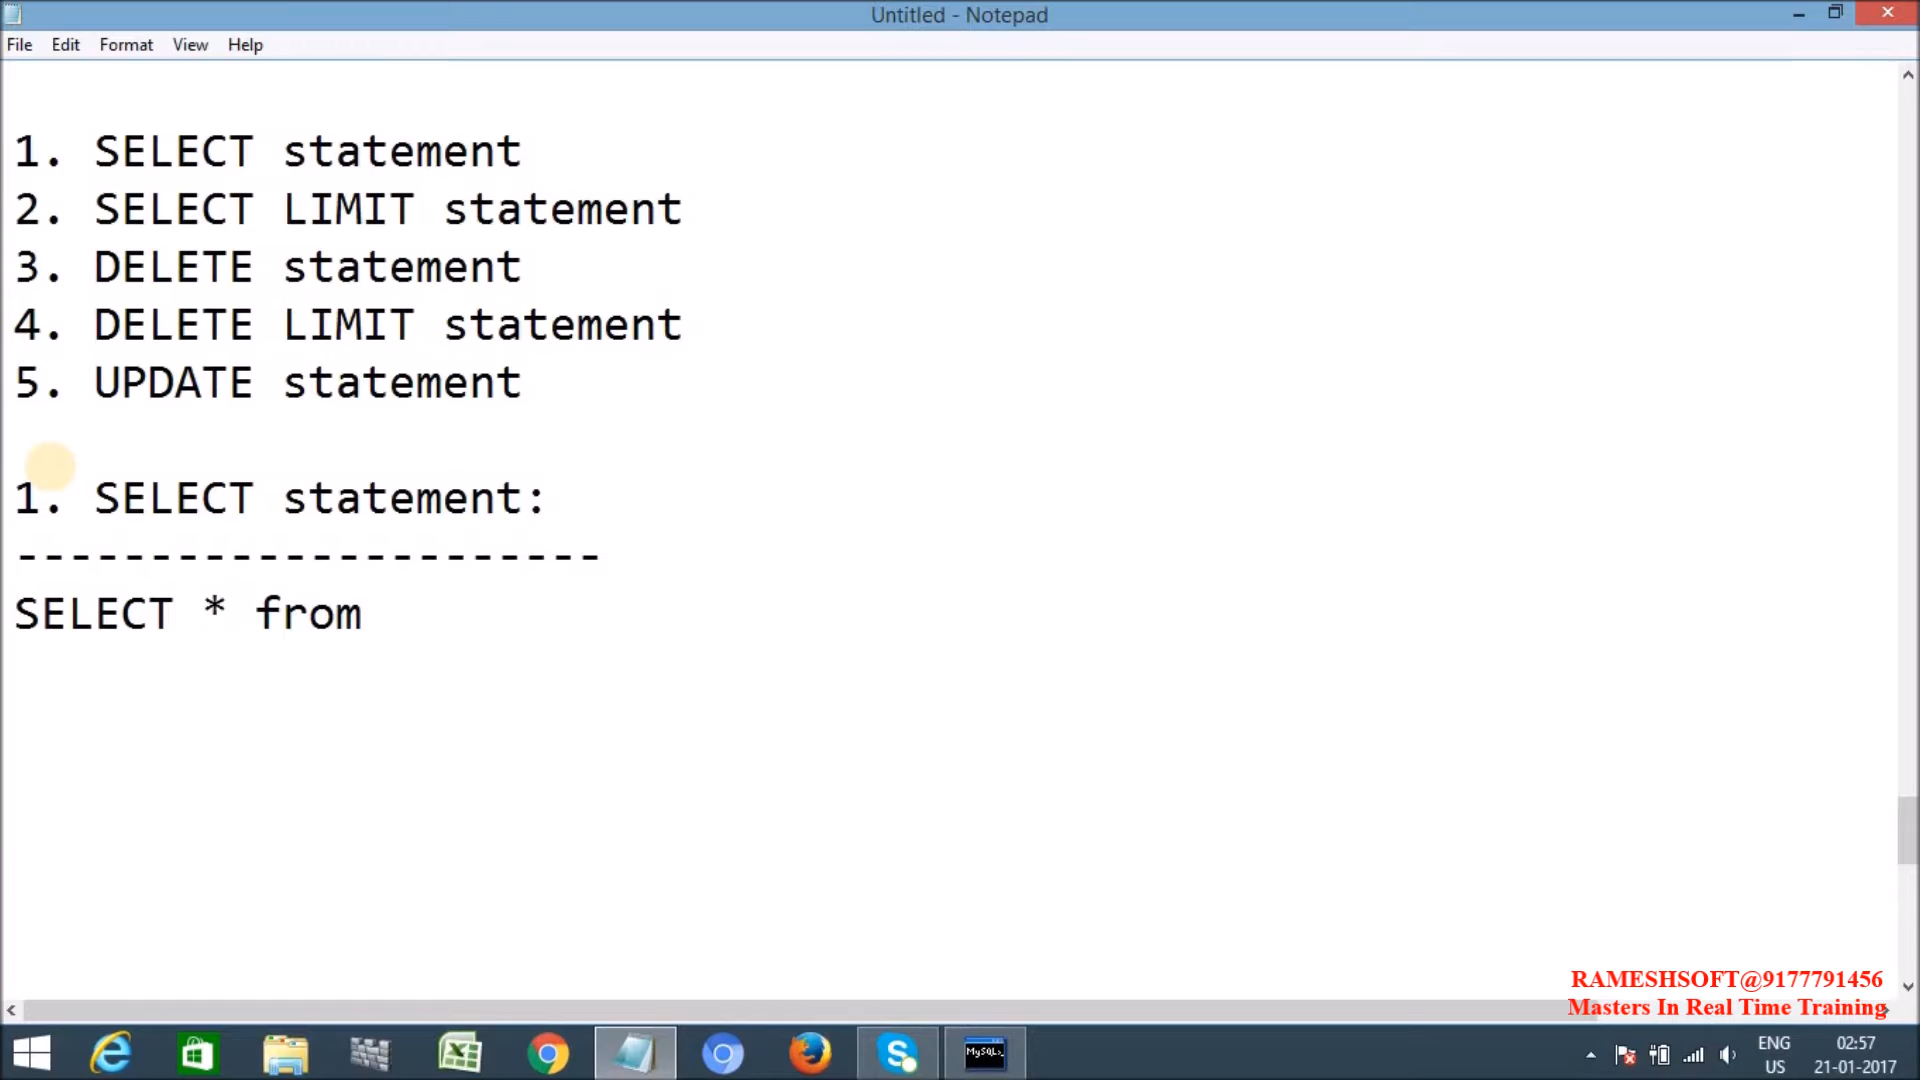 Untitled - Notepad
File Edit Format View Help
1. SELECT statement
2. SELECT LIMIT statement
3. DELETE statement
4. DELETE LIMIT statement
5. UPDATE statement
1. SELECT statement:
----------------------
SELECT * from
RAMESHSOFT@9177791456
Masters In Real Time Training
MySQL
ENG 02:57
US 21-01-2017